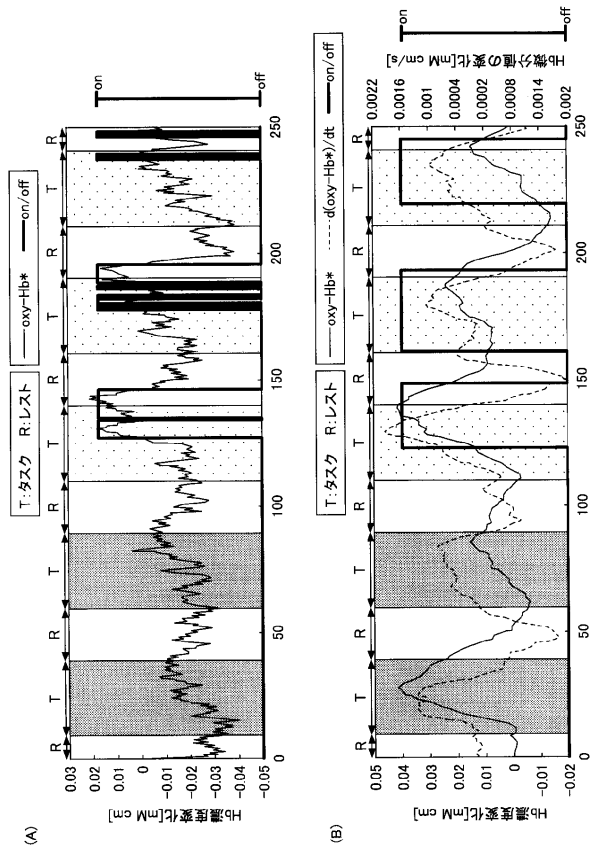 (A)
T:タスク R:レスト
oxy-Hb* on/off
R T R T R T R T R T R
Hb濃度変化[mM cm]
0.03
0.02
0.01
0
-0.01
-0.02
-0.03
-0.04
-0.05
on
off
0 50 100 150 200 250
(B)
T:タスク R:レスト
oxy-Hb* d(oxy-Hb*)/dt on/off
R T R T R T R T R T R
Hb濃度変化[mM cm]
0.05
0.04
0.03
0.02
0.01
0
-0.01
-0.02
0.0022
0.0016
0.001
0.0004
0.0002
0.0008
0.0014
0.002
Hb微分値の変化[mM cm/s]
on
off
0 50 100 150 200 250